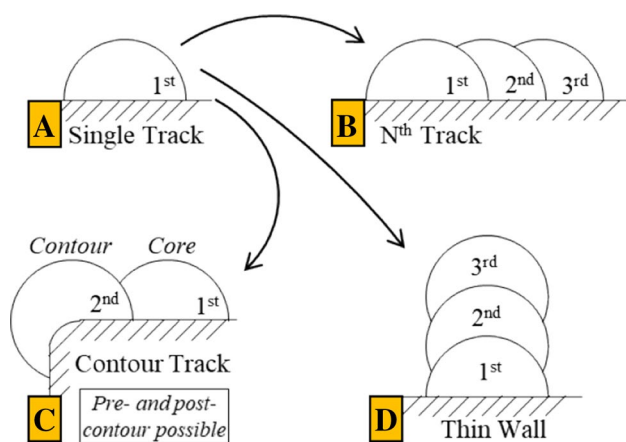 1st
A
Single Track
1st
2nd
3rd
B
Nth Track
Contour
Core
2nd
1st
Contour Track
C
Pre- and post-
contour possible
3rd
2nd
1st
D
Thin Wall